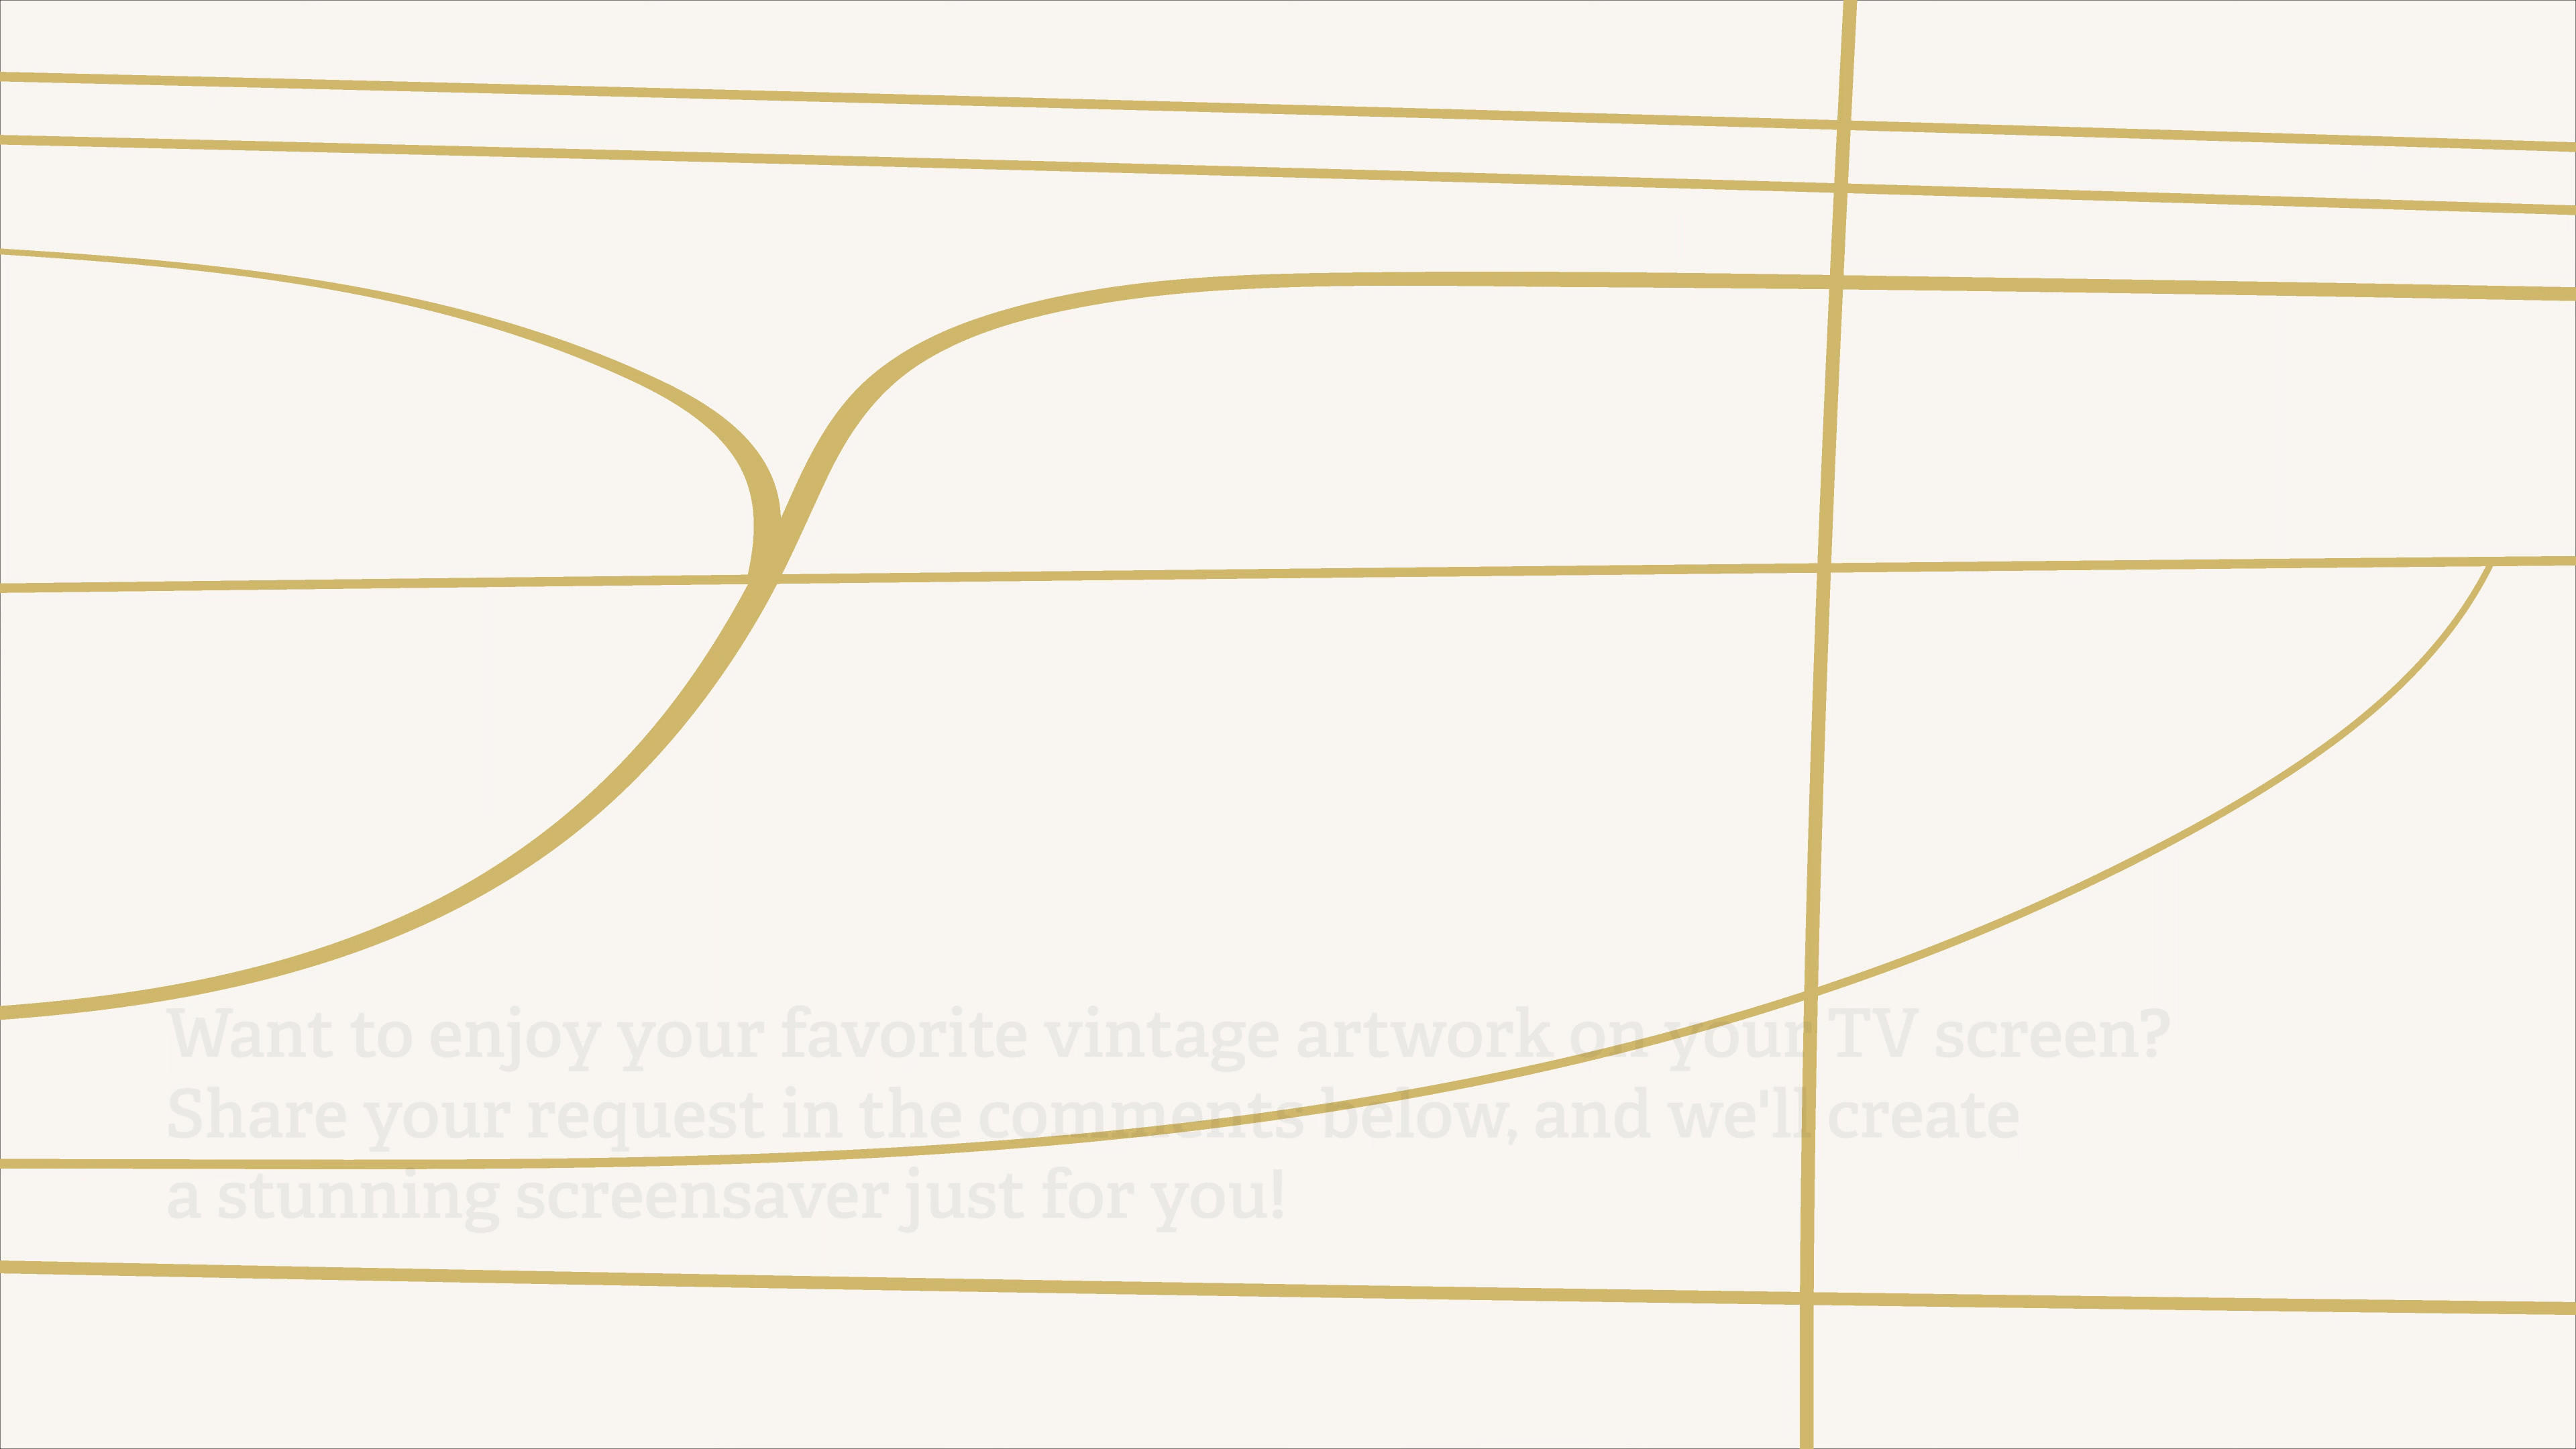 Want to enjoy your favorite vintage artwork on your TV screen?
Share your request in the comments below, and we'll create
a stunning screensaver just for you!